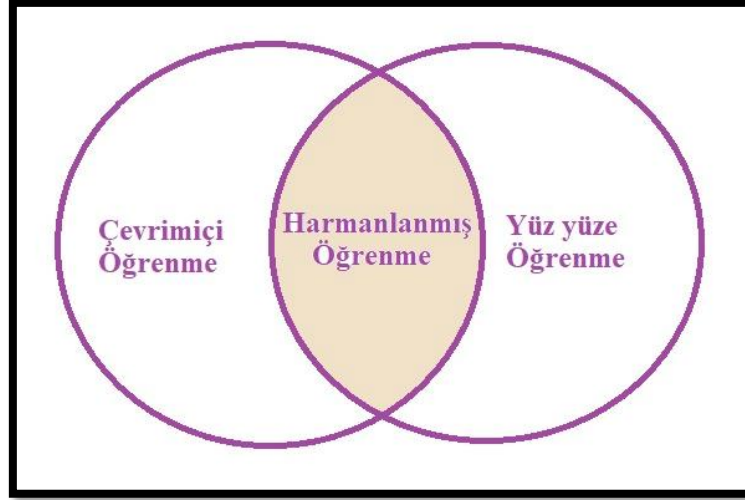 Çevrimiçi
Öğrenme
Harmanlanmış
Öğrenme
Yüz yüze
Öğrenme